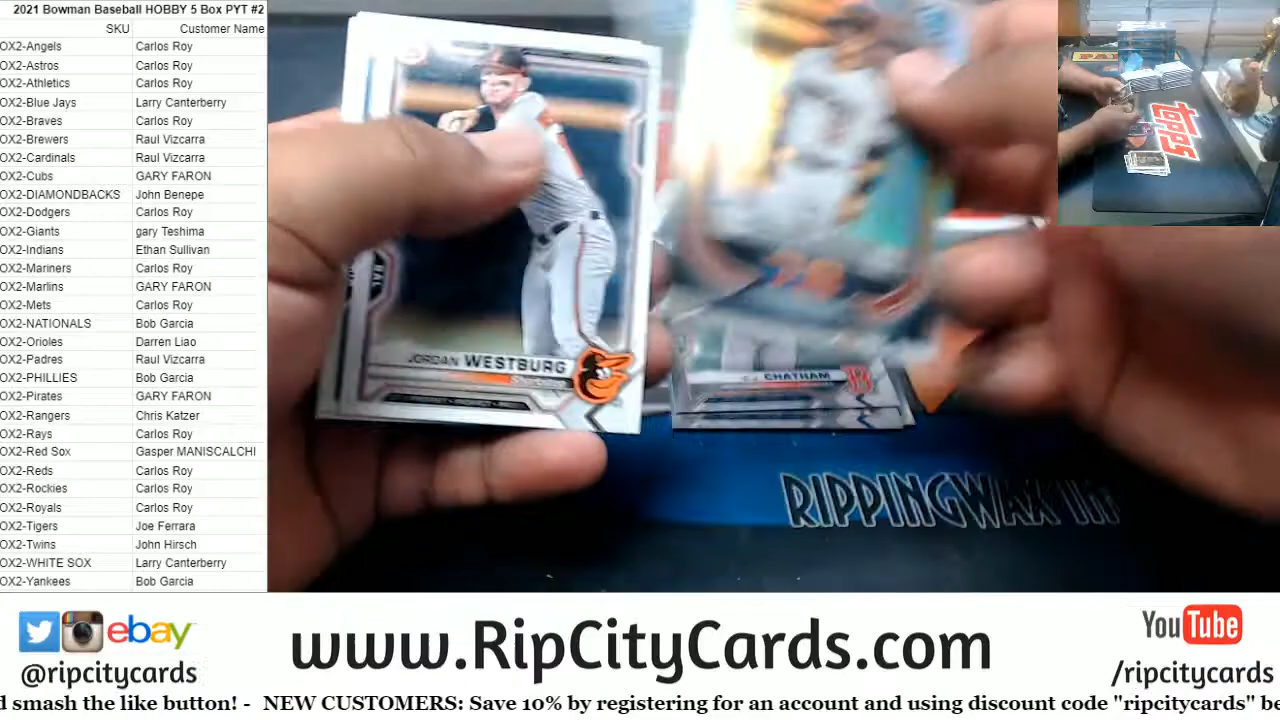 2021 Bowman Baseball HOBBY 5 Box PYT #2
SKU Customer Name
OX2-Angels Carlos Roy
OX2-Astros Carlos Roy
OX2-Athletics Carlos Roy
OX2-Blue Jays Larry Canterberry
OX2-Braves Carlos Roy
OX2-Brewers Raul Vizcarra
OX2-Cardinals Raul Vizcarra
OX2-Cubs GARY FARON
OX2-DIAMONDBACKS John Benepe
OX2-Dodgers Carlos Roy
OX2-Giants gary Teshima
OX2-Indians Ethan Sullivan
OX2-Mariners Carlos Roy
OX2-Marlins GARY FARON
OX2-Mets Carlos Roy
OX2-NATIONALS Bob Garcia
OX2-Orioles Darren Liao
OX2-Padres Raul Vizcarra
OX2-PHILLIES Bob Garcia
OX2-Pirates GARY FARON
OX2-Rangers Chris Katzer
OX2-Rays Carlos Roy
OX2-Red Sox Gasper MANISCALCHI
OX2-Reds Carlos Roy
OX2-Rockies Carlos Roy
OX2-Royals Carlos Roy
OX2-Tigers Joe Ferrara
OX2-Twins John Hirsch
OX2-WHITE SOX Larry Canterberry
OX2-Yankees Bob Garcia
JORDAN WESTBURG
CHATHAM
topps
RIPPINGWAX
ebay
@ripcitycards
www.RipCityCards.com
YouTube
/ripcitycards
d smash the like button! - NEW CUSTOMERS: Save 10% by registering for an account and using discount code "ripcitycards" be